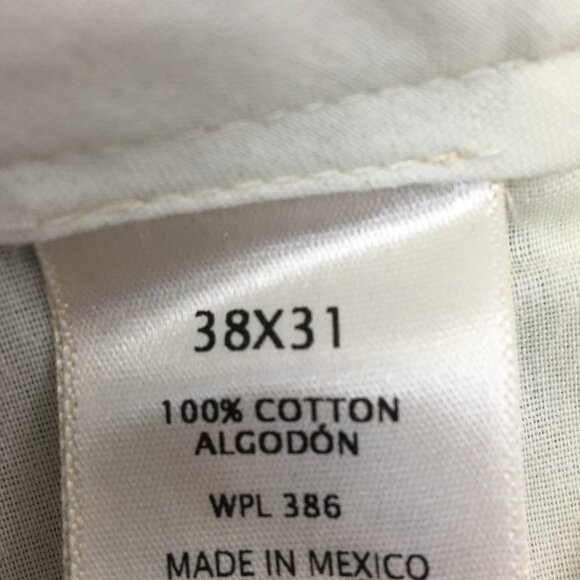 38X31
100% COTTON
ALGODÓN
WPL 386
MADE IN MEXICO